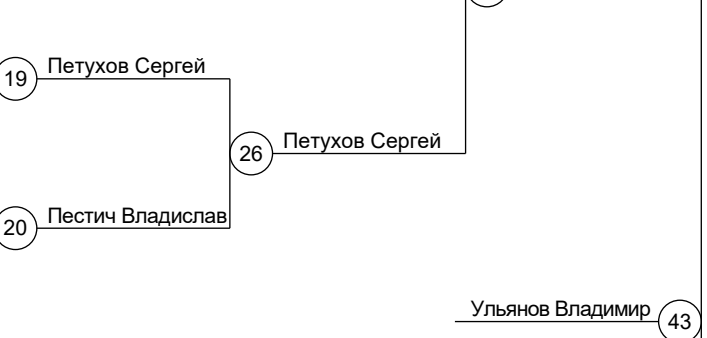 19 Петухов Сергей
26 Петухов Сергей
20 Пестич Владислав
Ульянов Владимир 43